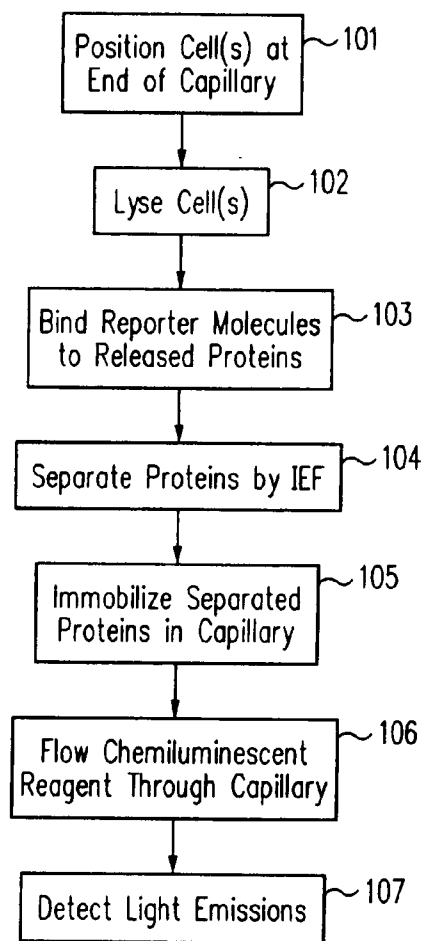 Position Cell(s) at
End of Capillary
101
Lyse Cell(s)
102
Bind Reporter Molecules
to Released Proteins
103
Separate Proteins by IEF
104
Immobilize Separated
Proteins in Capillary
105
Flow Chemiluminescent
Reagent Through Capillary
106
Detect Light Emissions
107